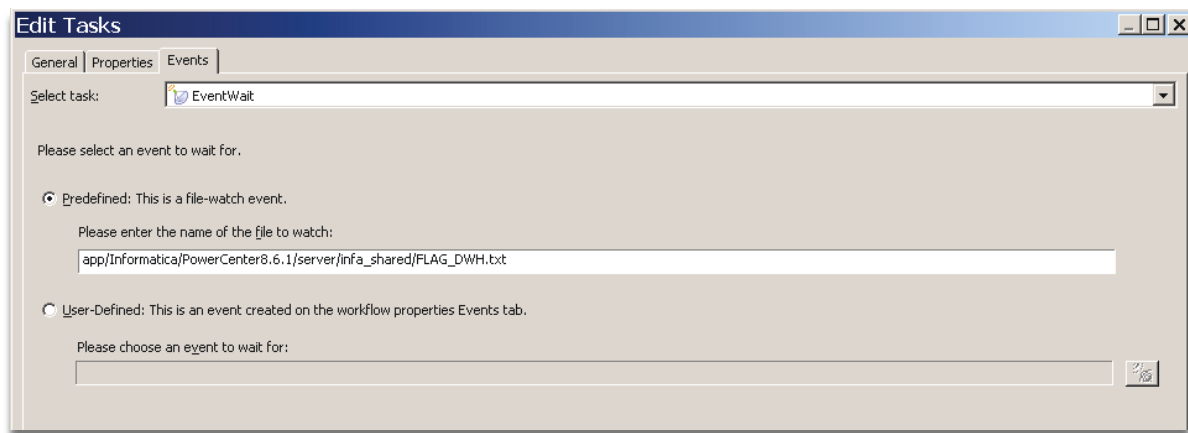 Edit Tasks
General Properties Events
Select task: EventWait
Please select an event to wait for.
Predefined: This is a file-watch event.
Please enter the name of the file to watch:
app/Informatica/PowerCenter8.6.1/server/infa_shared/FLAG_DWH.txt
User-Defined: This is an event created on the workflow properties Events tab.
Please choose an event to wait for: